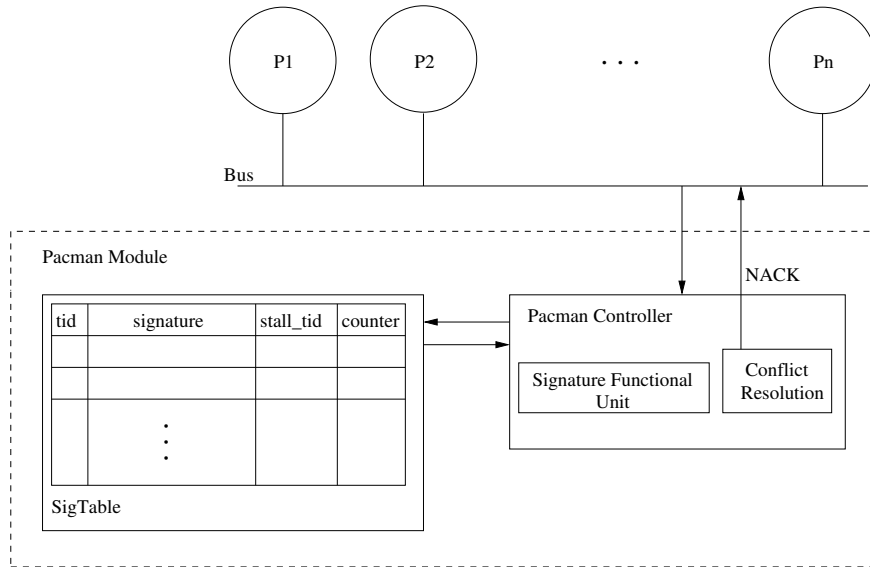 P1
P2
. . .
Pn
Bus
Pacman Module
NACK
tid
signature
stall_tid
counter
SigTable
Pacman Controller
Signature Functional
Unit
Conflict
Resolution